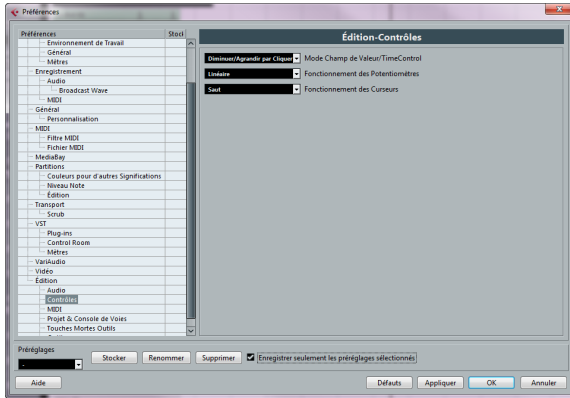 Préférences
Préférences Stocl
Environnement de Travail
Général
Mètres
Enregistrement
Audio
Broadcast Wave
MIDI
Général
Personnalisation
MIDI
Filtre MIDI
Fichier MIDI
MediaBay
Partitions
Couleurs pour d'autres Significations
Niveau Note
Édition
Transport
Scrub
VST
Plug-ins
Control Room
Mètres
VariAudio
Vidéo
Édition
Audio
Contrôles
MIDI
Projet & Console de Voies
Touches Mortes Outils
Édition-Contrôles
Diminuer/Agrandir par Cliquer Mode Champ de Valeur/TimeControl
Linéaire Fonctionnement des Potentiomètres
Saut Fonctionnement des Curseurs
Préréglages
-
Stocker Renommer Supprimer Enregistrer seulement les préréglages sélectionnés
Aide Défauts Appliquer OK Annuler